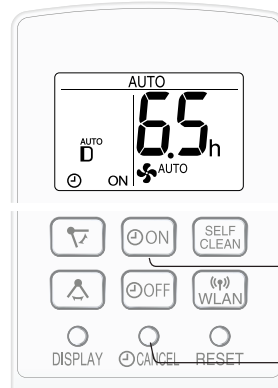 AUTO
6.5h
AUTO
D
AUTO
ON
ON
SELF
CLEAN
OFF
WLAN
DISPLAY
CANCEL
RESET